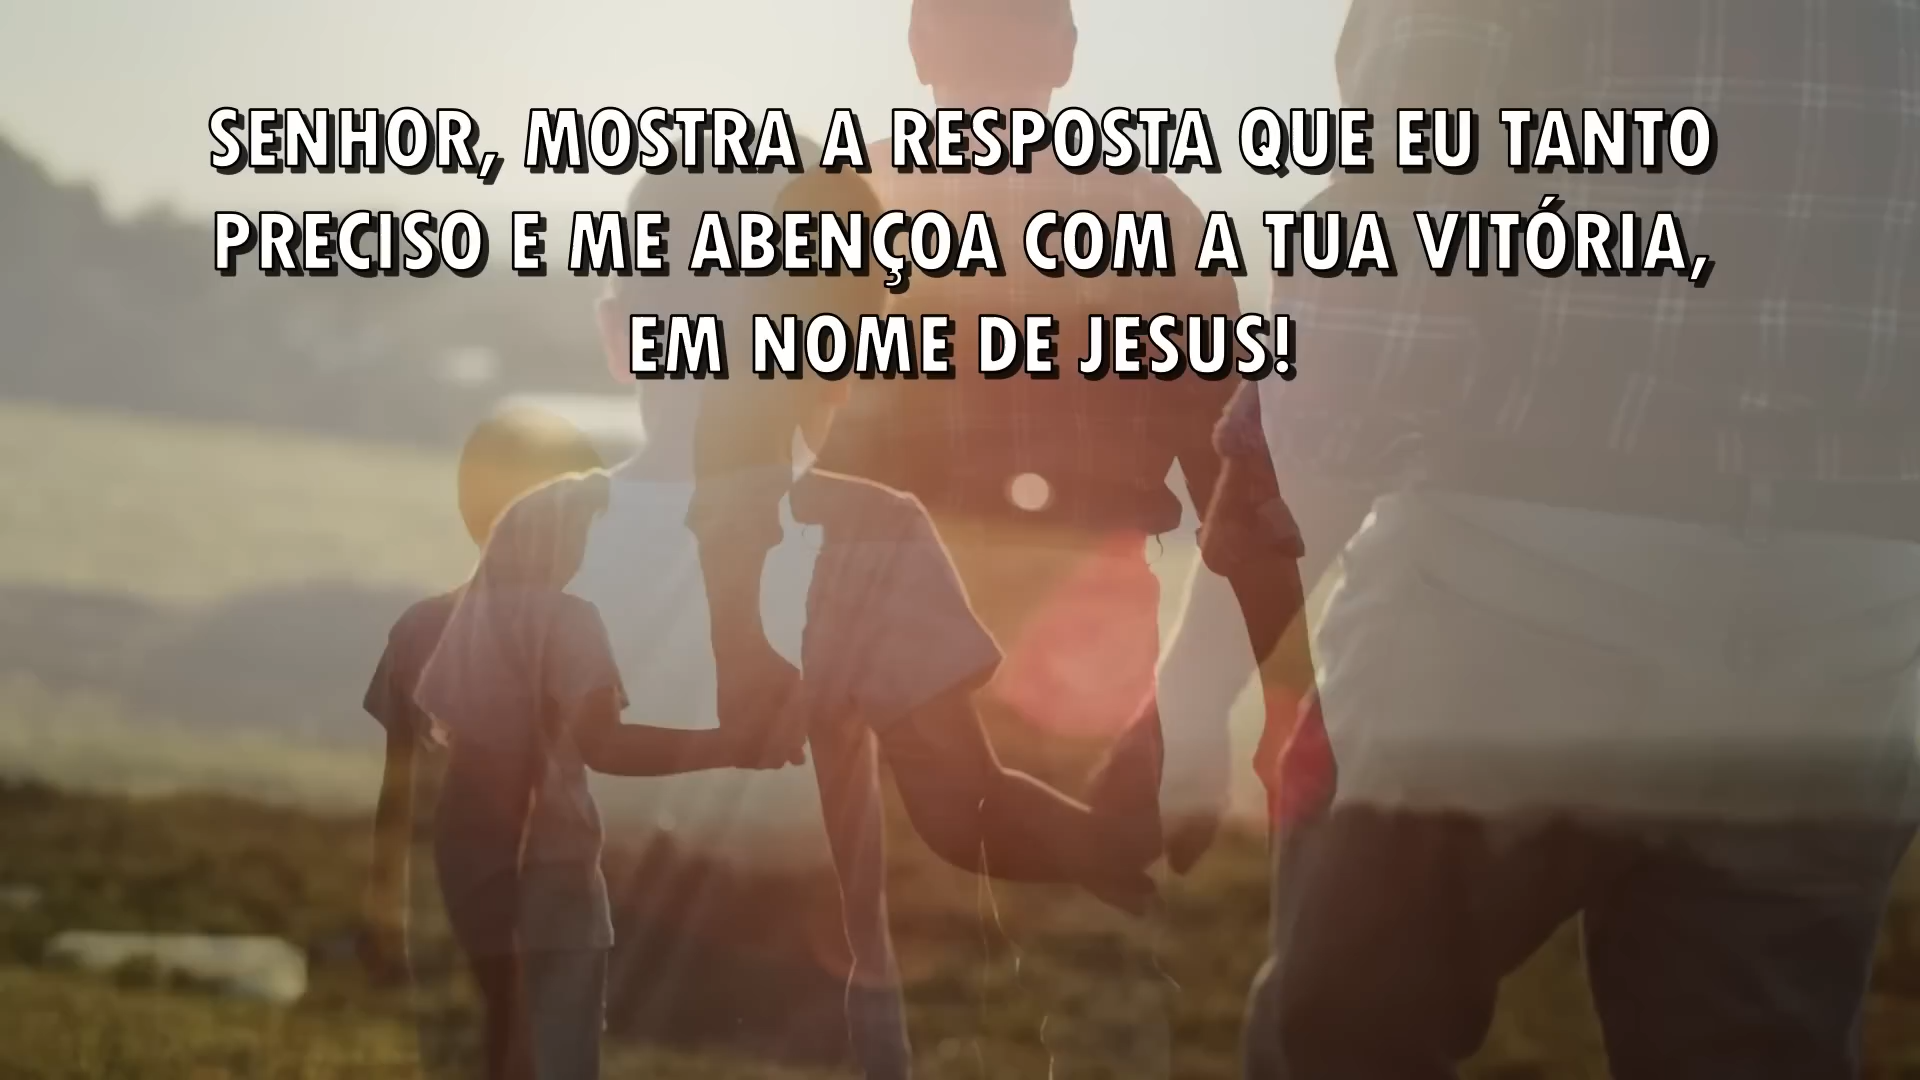 SENHOR, MOSTRA A RESPOSTA QUE EU TANTO
PRECISO E ME ABENÇOA COM A TUA VITÓRIA,
EM NOME DE JESUS!